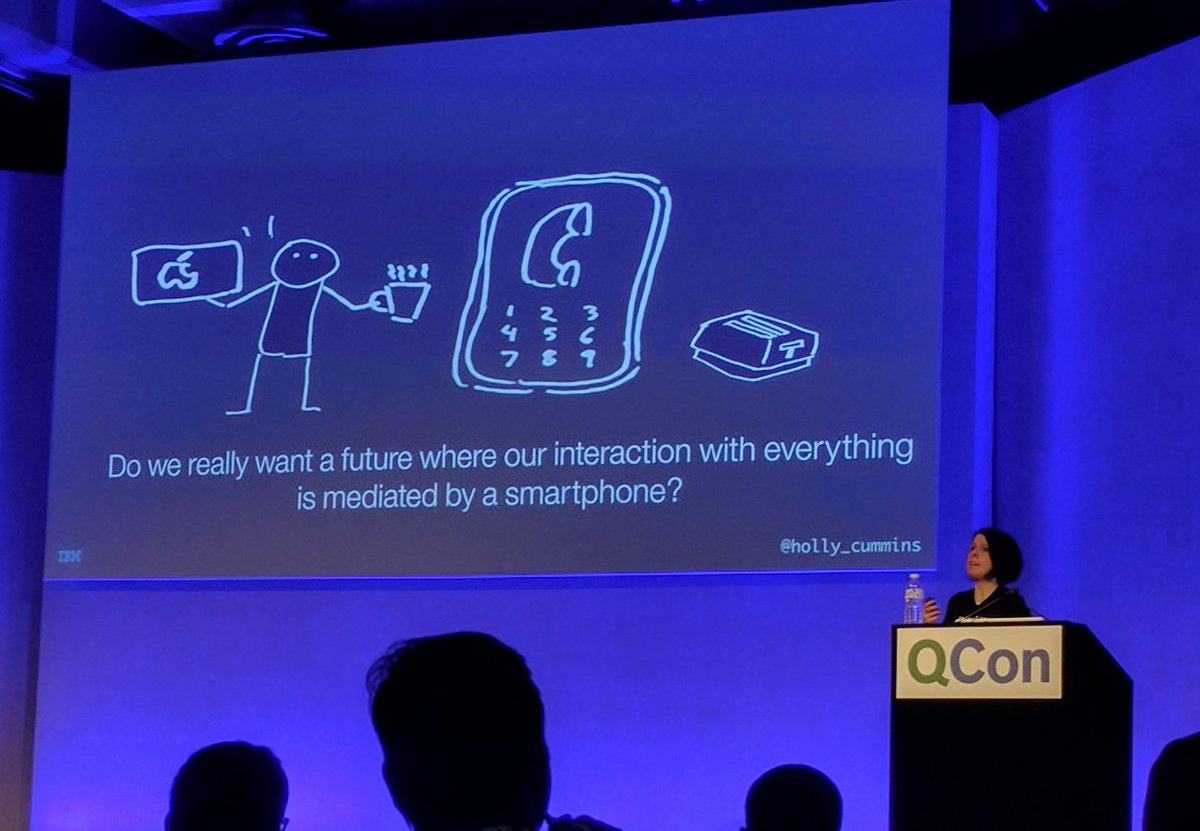 1 2 3
4 5 6
7 8 9
T
Do we really want a future where our interaction with everything
is mediated by a smartphone?
IBM
@holly_cummins
QCon